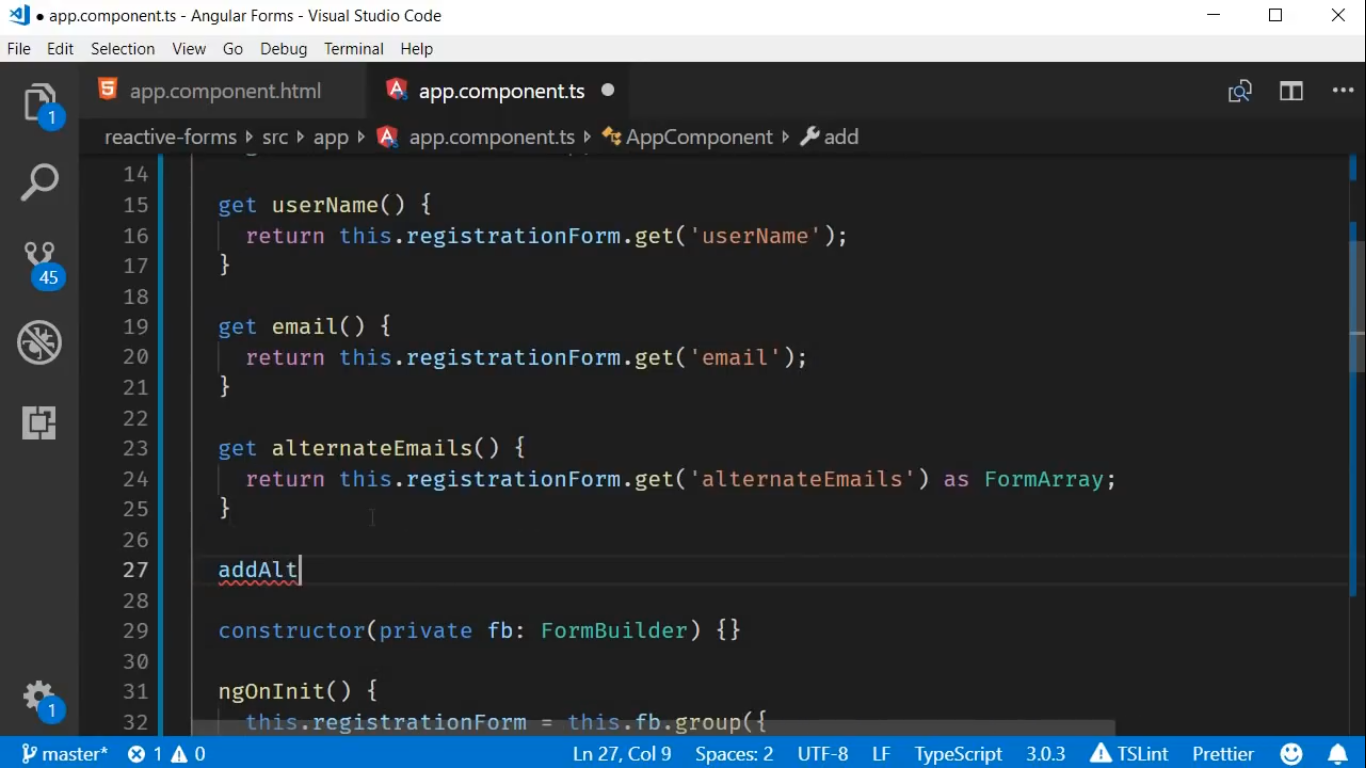 app.component.ts - Angular Forms - Visual Studio Code
File Edit Selection View Go Debug Terminal Help
app.component.html app.component.ts
reactive-forms src app app.component.ts AppComponent add
1
14
15 get userName() {
16 return this.registrationForm.get('userName');
17 }
18
45
19 get email() {
20 return this.registrationForm.get('email');
21 }
22
23 get alternateEmails() {
24 return this.registrationForm.get('alternateEmails') as FormArray;
25 }
26
27 addAlt
28
29 constructor(private fb: FormBuilder) {}
30
31 ngOnInit() {
32 this.registrationForm = this.fb.group({
1
master* 1 0 Ln 27, Col 9 Spaces: 2 UTF-8 LF TypeScript 3.0.3 TSLint Prettier